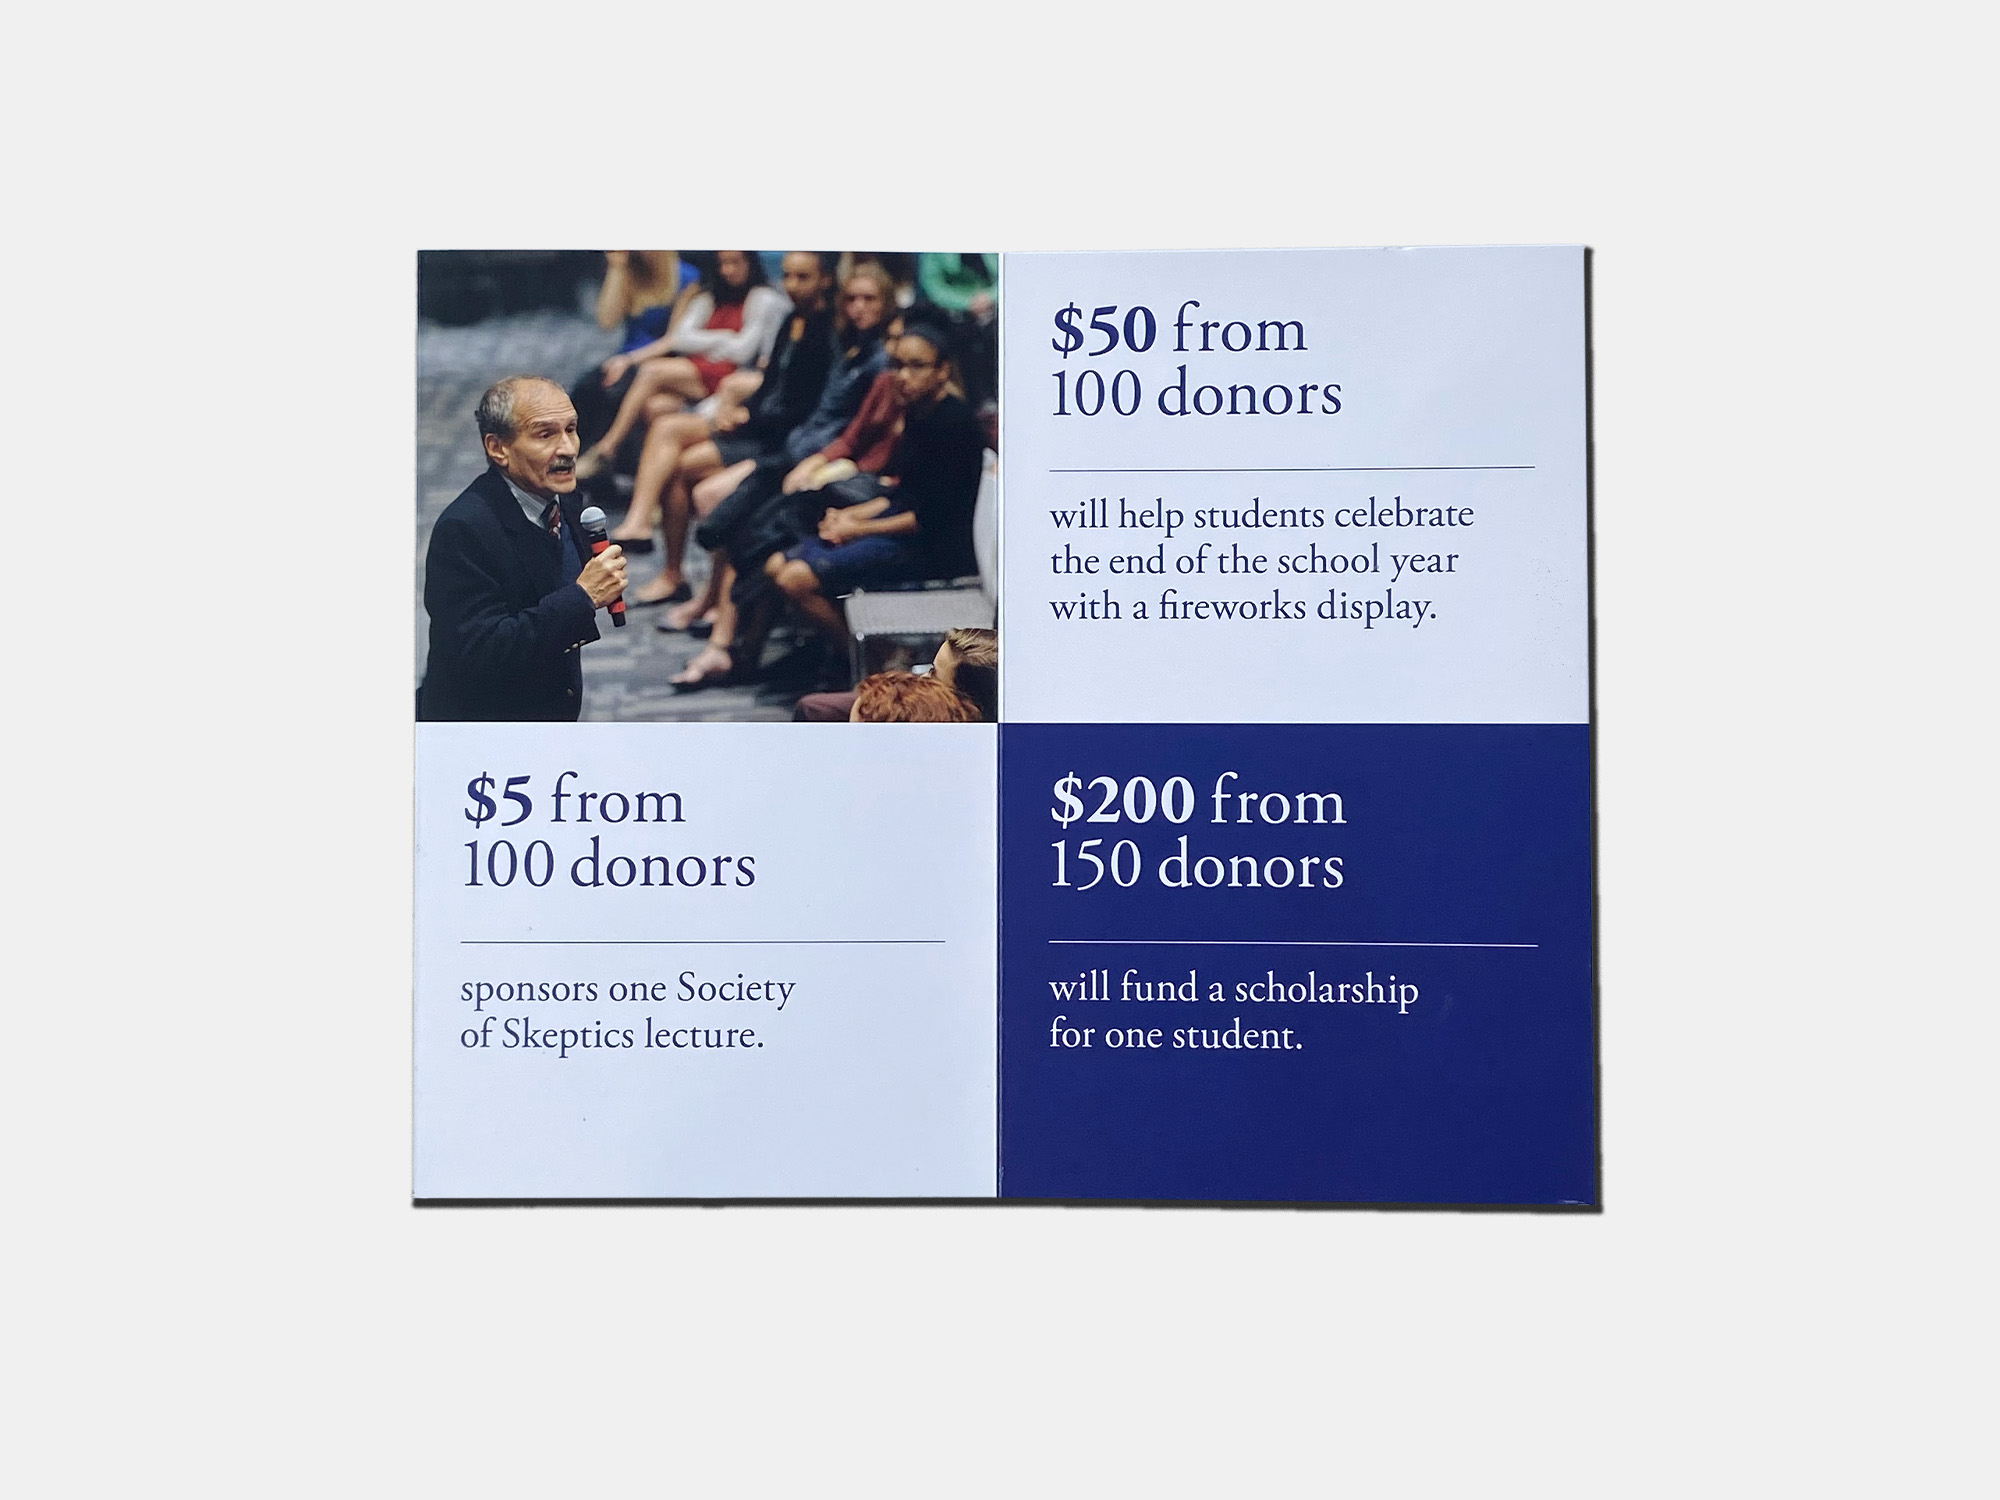 $50 from
100 donors
will help students celebrate
the end of the school year
with a fireworks display.
$5 from
100 donors
sponsors one Society
of Skeptics lecture.
$200 from
150 donors
will fund a scholarship
for one student.